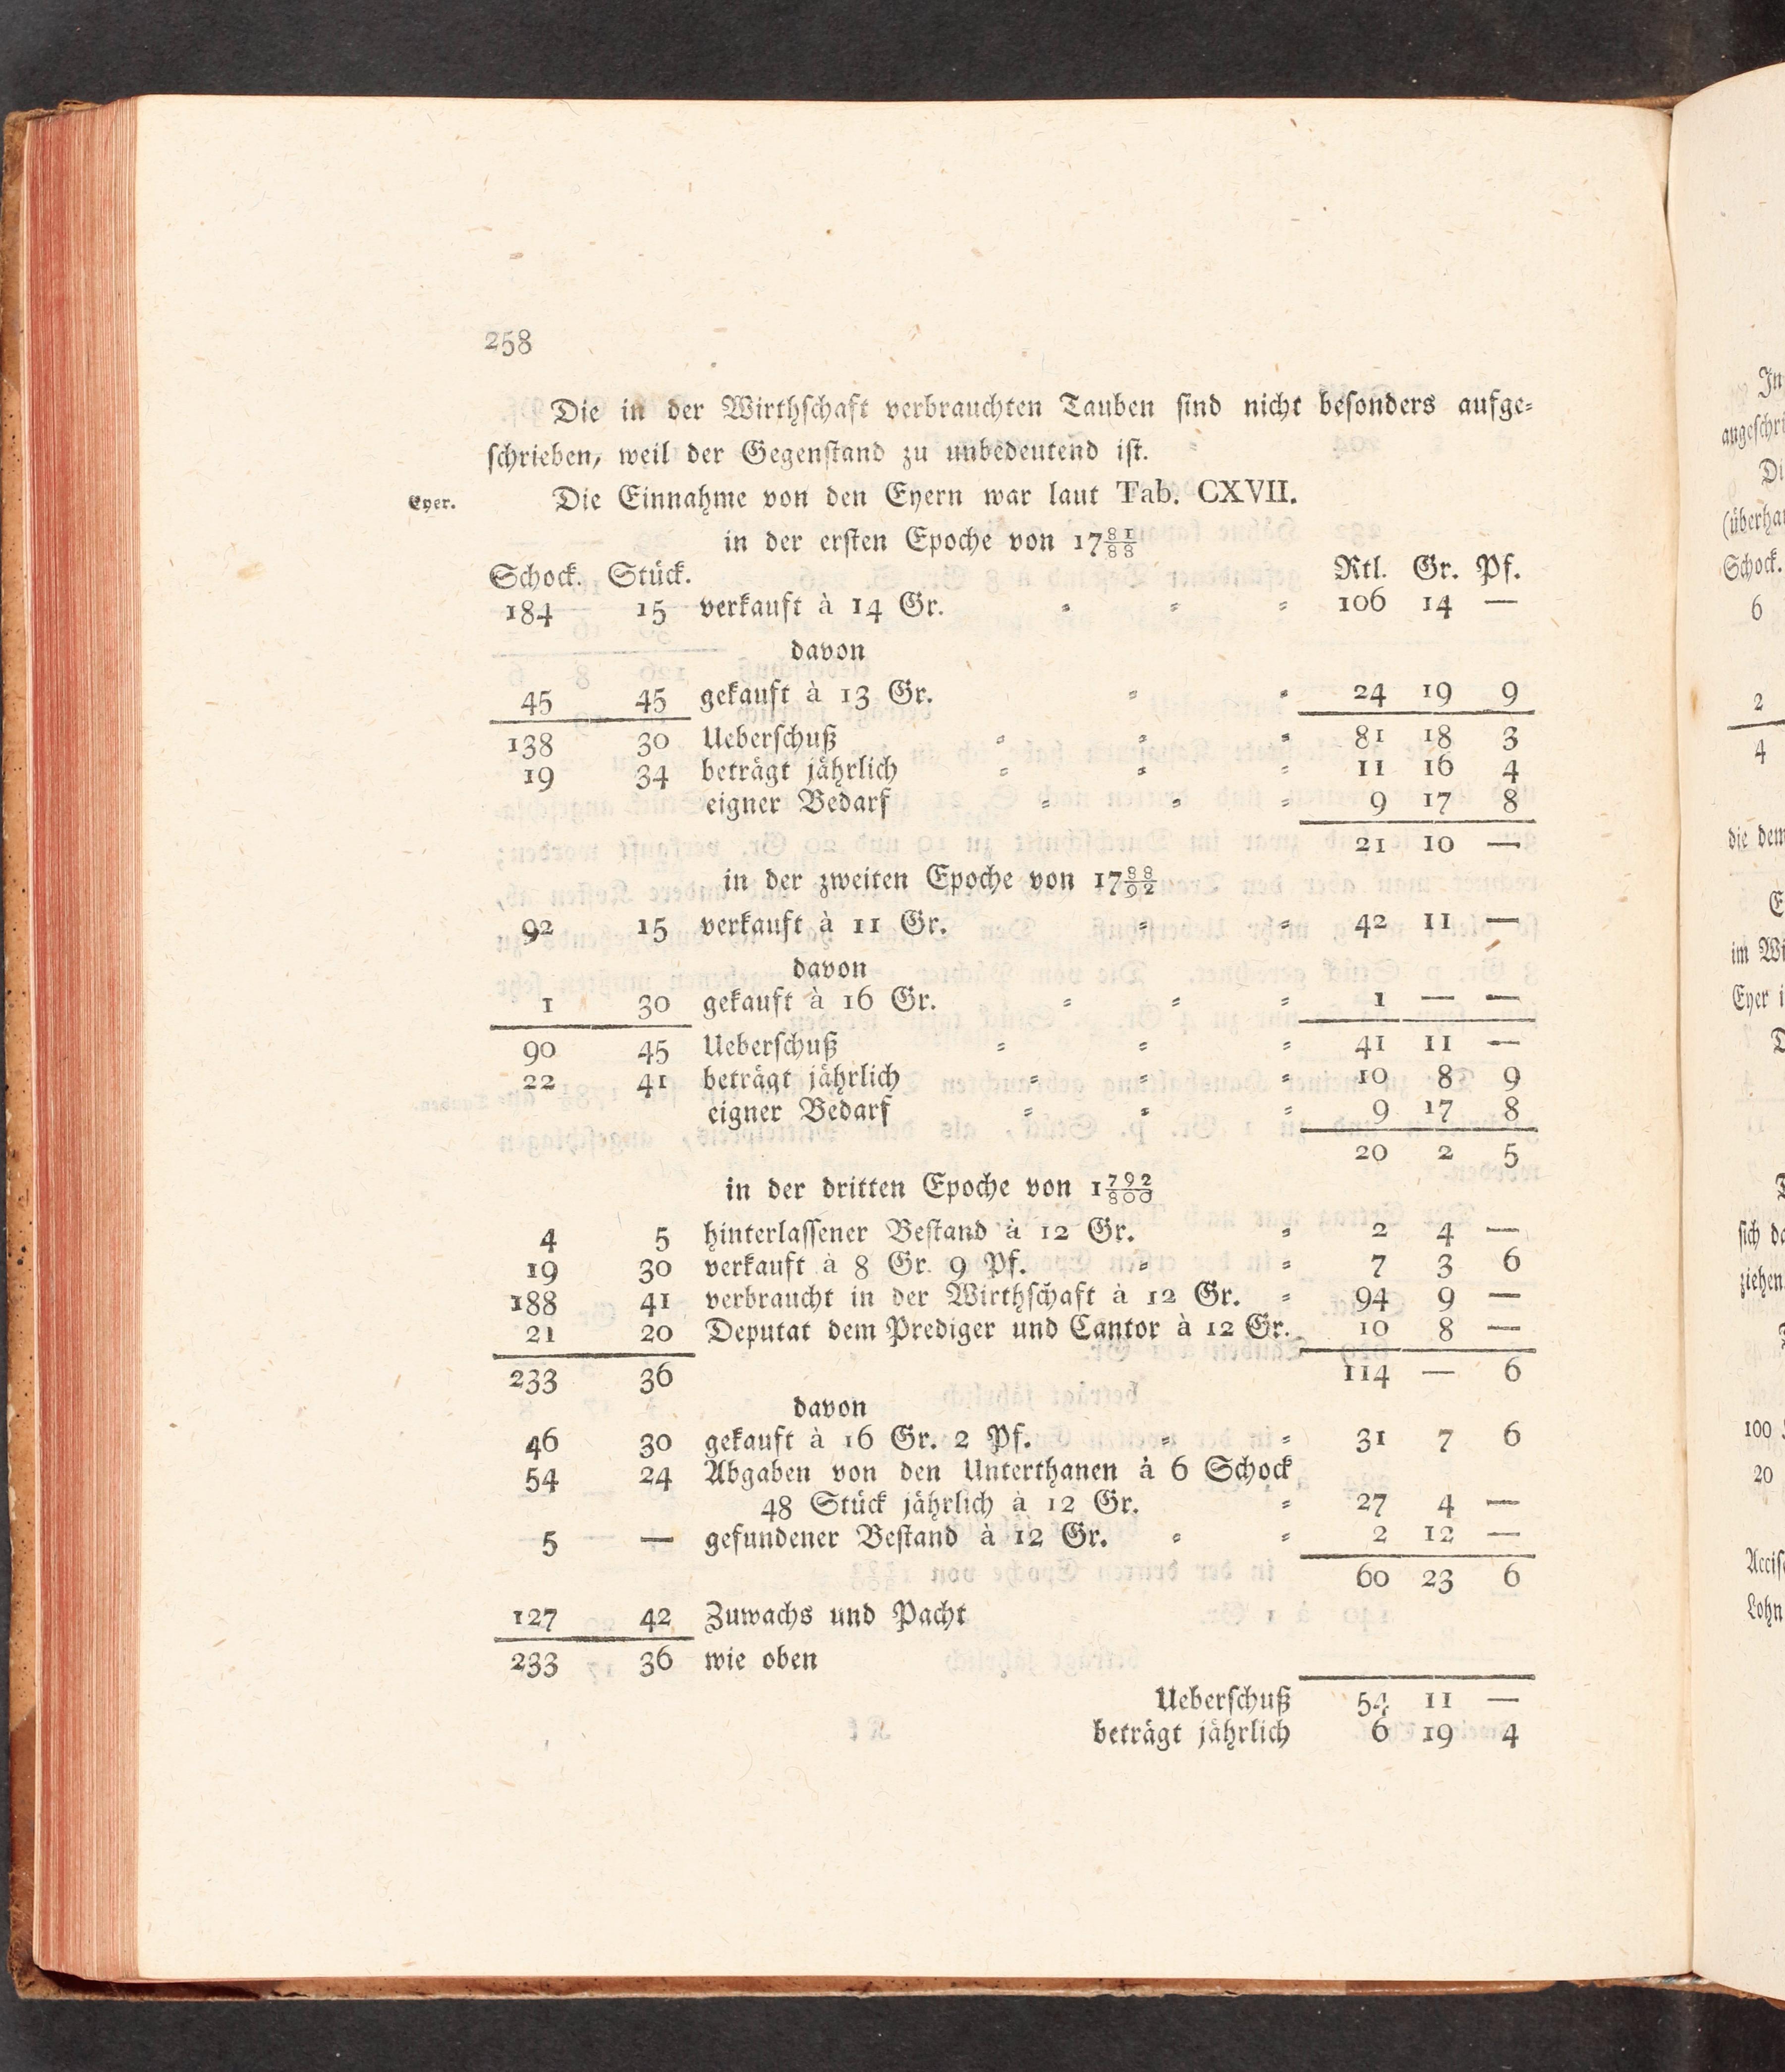 258
Die in der Wirthſchaft verbrauchten Tauben ſind nicht beſonders aufge⸗
ſchrieben, weil der Gegenſtand zu unbedeutend iſt.
Eyer. Die Einnahme von den Eyern war laut Tab. CXVII.
in der erſten Epoche von 17 81/88
Schock. Stück. Rtl. Gr. Pf.
184 15 verkauft à 14 Gr. ⸗ ⸗ ⸗ 106 14 —
davon
45 45 gekauft à 13 Gr. ⸗ ⸗ 24 19 9
138 30 Ueberſchuß ⸗ ⸗ ⸗ 81 18 3
19 34 beträgt jährlich ⸗ ⸗ ⸗ 11 16 4
eigner Bedarf ⸗ ⸗ ⸗ 9 17 8
21 10 —
in der zweiten Epoche von 17 88/92
92 15 verkauft à 11 Gr. ⸗ ⸗ 42 11 —
davon
1 30 gekauft à 16 Gr. ⸗ ⸗ ⸗ 1 — —
90 45 Ueberſchuß ⸗ ⸗ ⸗ 41 11 —
22 41 beträgt jährlich ⸗ ⸗ ⸗ 10 8 9
eigner Bedarf ⸗ ⸗ ⸗ 9 17 8
20 2 5
in der dritten Epoche von 1 792/800
4 5 hinterlaſſener Beſtand à 12 Gr. ⸗ 2 4 —
19 30 verkauft à 8 Gr. 9 Pf. ⸗ ⸗ 7 3 6
188 41 verbraucht in der Wirthſchaft à 12 Gr. ⸗ 94 9 —
21 20 Deputat dem Prediger und Cantor à 12 Gr. 10 8 —
233 36 114 — 6
davon
46 30 gekauft à 16 Gr. 2 Pf. ⸗ ⸗ 31 7 6
54 24 Abgaben von den Unterthanen à 6 Schock
48 Stück jährlich à 12 Gr. ⸗ 27 4 —
5 — gefundener Beſtand à 12 Gr. ⸗ ⸗ 2 12 —
60 23 6
127 42 Zuwachs und Pacht
233 36 wie oben
Ueberſchuß 54 11 —
beträgt jährlich 6 19 4